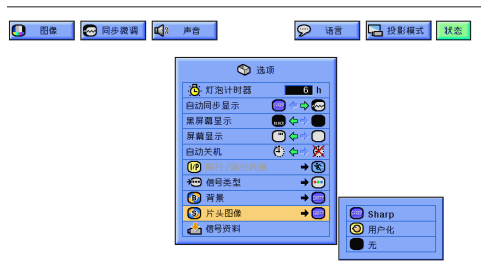 图像
同步微调
声音
语言
投影模式
状态
选项
灯泡计时器 6 h
自动同步显示
黑屏幕显示 BLACK
屏幕显示
自动关机
I/P
信号类型
背景
片头图像
信号资料
Sharp
用户化
无